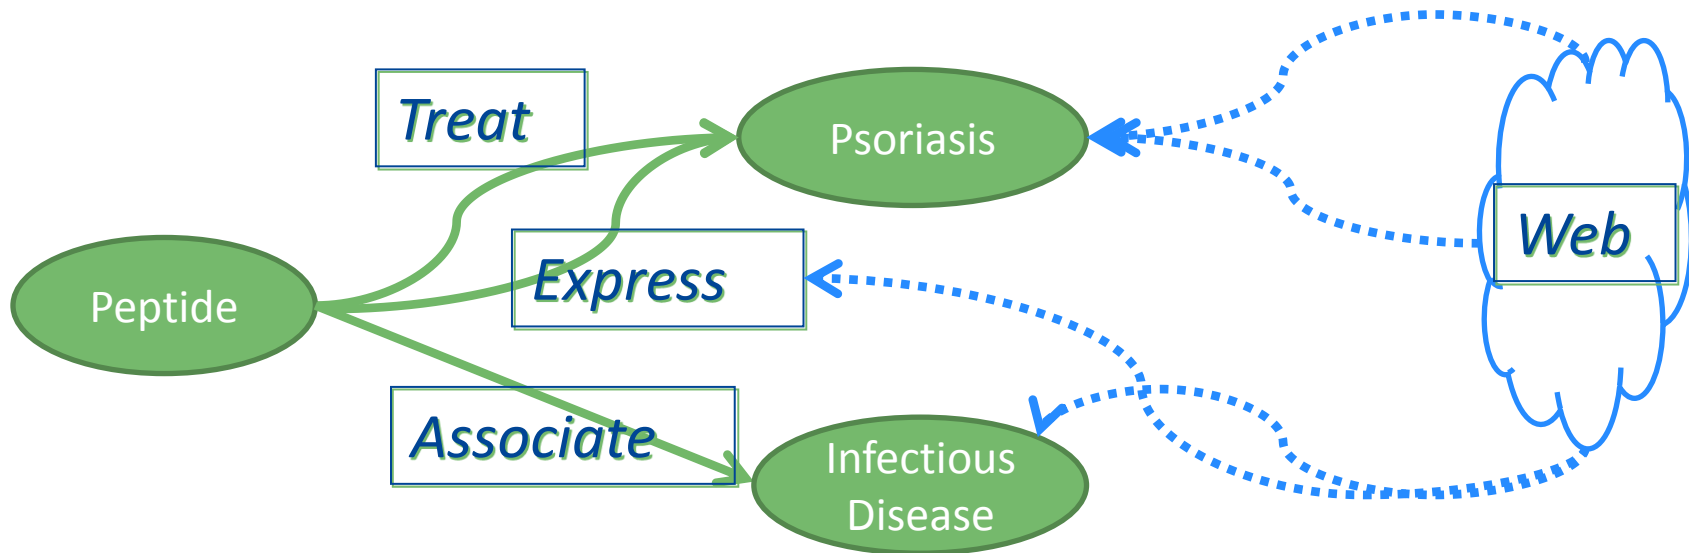 Treat
Psoriasis
Web
Express
Peptide
Associate
Infectious
Disease